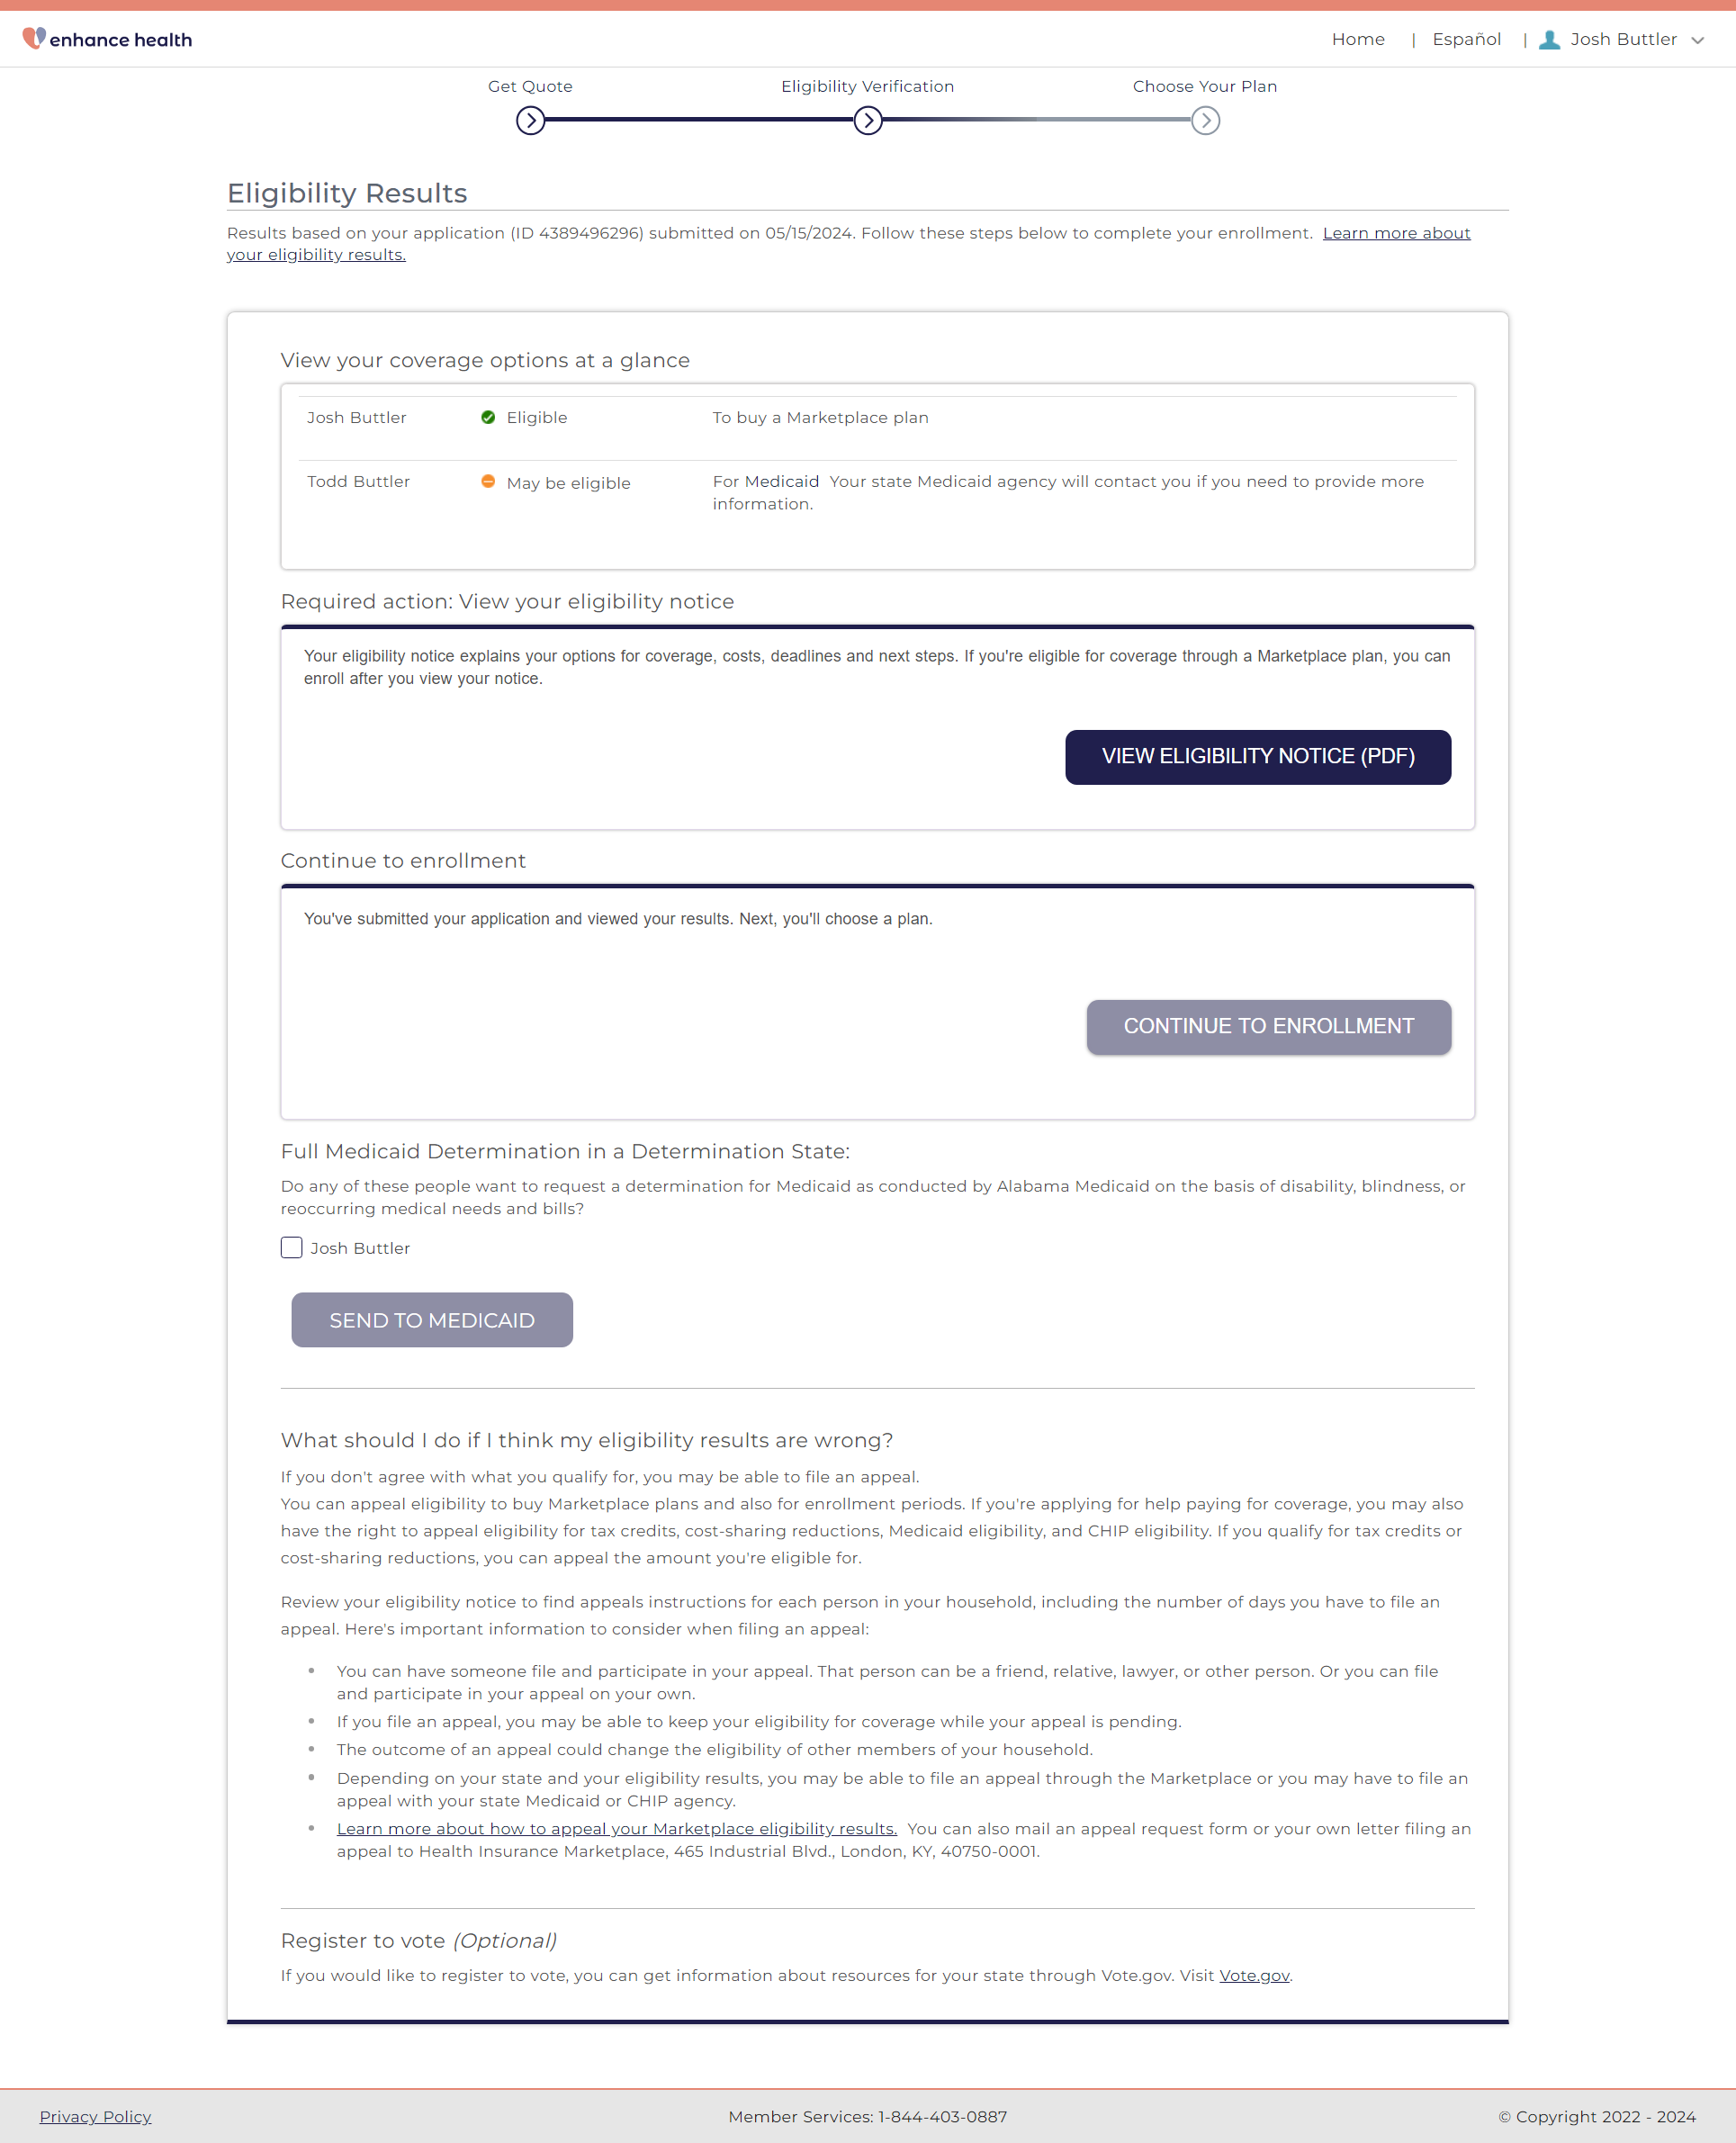 enhance health
Home | Español | Josh Buttler
Get Quote Eligibility Verification Choose Your Plan
Eligibility Results
Results based on your application (ID 4389496296) submitted on 05/15/2024. Follow these steps below to complete your enrollment. Learn more about
your eligibility results.
View your coverage options at a glance
Josh Buttler Eligible To buy a Marketplace plan
Todd Buttler May be eligible For Medicaid Your state Medicaid agency will contact you if you need to provide more
information.
Required action: View your eligibility notice
Your eligibility notice explains your options for coverage, costs, deadlines and next steps. If you're eligible for coverage through a Marketplace plan, you can
enroll after you view your notice.
VIEW ELIGIBILITY NOTICE (PDF)
Continue to enrollment
You've submitted your application and viewed your results. Next, you'll choose a plan.
CONTINUE TO ENROLLMENT
Full Medicaid Determination in a Determination State:
Do any of these people want to request a determination for Medicaid as conducted by Alabama Medicaid on the basis of disability, blindness, or
reoccurring medical needs and bills?
Josh Buttler
SEND TO MEDICAID
What should I do if I think my eligibility results are wrong?
If you don't agree with what you qualify for, you may be able to file an appeal.
You can appeal eligibility to buy Marketplace plans and also for enrollment periods. If you're applying for help paying for coverage, you may also
have the right to appeal eligibility for tax credits, cost-sharing reductions, Medicaid eligibility, and CHIP eligibility. If you qualify for tax credits or
cost-sharing reductions, you can appeal the amount you're eligible for.
Review your eligibility notice to find appeals instructions for each person in your household, including the number of days you have to file an
appeal. Here's important information to consider when filing an appeal:
• You can have someone file and participate in your appeal. That person can be a friend, relative, lawyer, or other person. Or you can file
and participate in your appeal on your own.
• If you file an appeal, you may be able to keep your eligibility for coverage while your appeal is pending.
• The outcome of an appeal could change the eligibility of other members of your household.
• Depending on your state and your eligibility results, you may be able to file an appeal through the Marketplace or you may have to file an
appeal with your state Medicaid or CHIP agency.
• Learn more about how to appeal your Marketplace eligibility results. You can also mail an appeal request form or your own letter filing an
appeal to Health Insurance Marketplace, 465 Industrial Blvd., London, KY, 40750-0001.
Register to vote (Optional)
If you would like to register to vote, you can get information about resources for your state through Vote.gov. Visit Vote.gov.
Privacy Policy Member Services: 1-844-403-0887 © Copyright 2022 - 2024